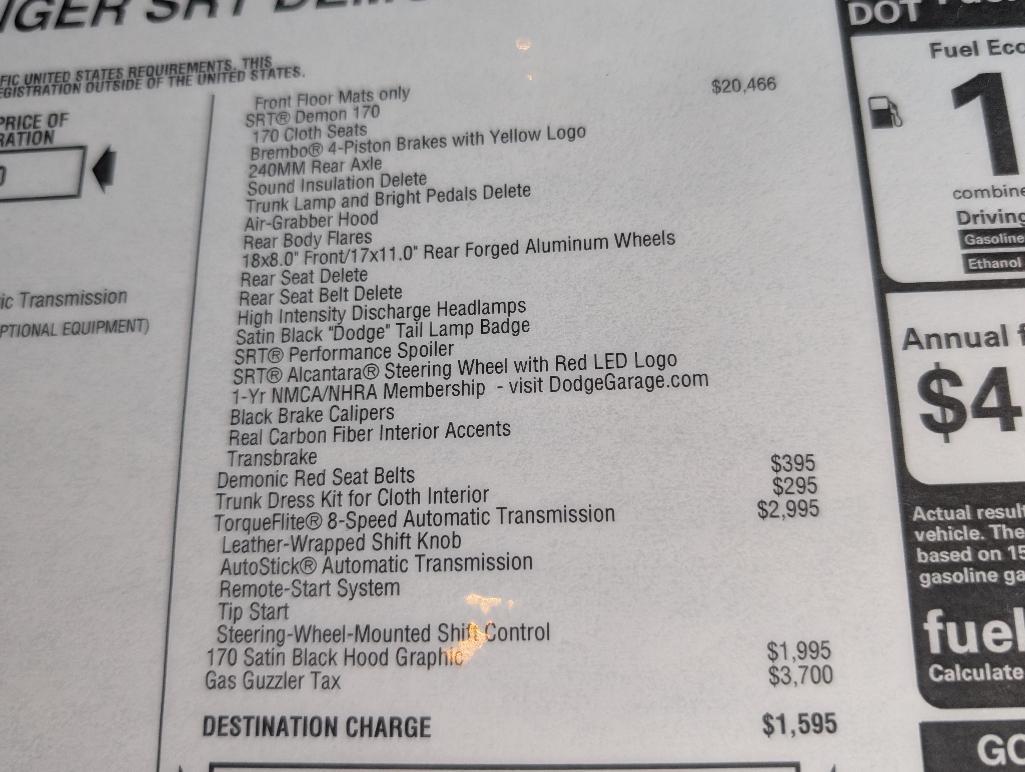 SRT
FIC UNITED STATES REQUIREMENTS. THIS
EGISTRATION OUTSIDE OF THE UNITED STATES.
PRICE OF
RATION
ic Transmission
PTIONAL EQUIPMENT)
Front Floor Mats only
SRT® Demon 170 $20,466
170 Cloth Seats
Brembo® 4-Piston Brakes with Yellow Logo
240MM Rear Axle
Sound Insulation Delete
Trunk Lamp and Bright Pedals Delete
Air-Grabber Hood
Rear Body Flares
18x8.0" Front/17x11.0" Rear Forged Aluminum Wheels
Rear Seat Delete
Rear Seat Belt Delete
High Intensity Discharge Headlamps
Satin Black "Dodge" Tail Lamp Badge
SRT® Performance Spoiler
SRT® Alcantara® Steering Wheel with Red LED Logo
1-Yr NMCA/NHRA Membership - visit DodgeGarage.com
Black Brake Calipers
Real Carbon Fiber Interior Accents
Transbrake
Demonic Red Seat Belts $395
Trunk Dress Kit for Cloth Interior $295
TorqueFlite® 8-Speed Automatic Transmission $2,995
Leather-Wrapped Shift Knob
AutoStick® Automatic Transmission
Remote-Start System
Tip Start
Steering-Wheel-Mounted Shift Control
170 Satin Black Hood Graphic $1,995
Gas Guzzler Tax $3,700
DESTINATION CHARGE $1,595
DOT
Fuel Eco
1
combine
Driving
Gasoline
Ethanol
Annual f
$4
Actual result
vehicle. The
based on 15
gasoline ga
fuel
Calculate
GO